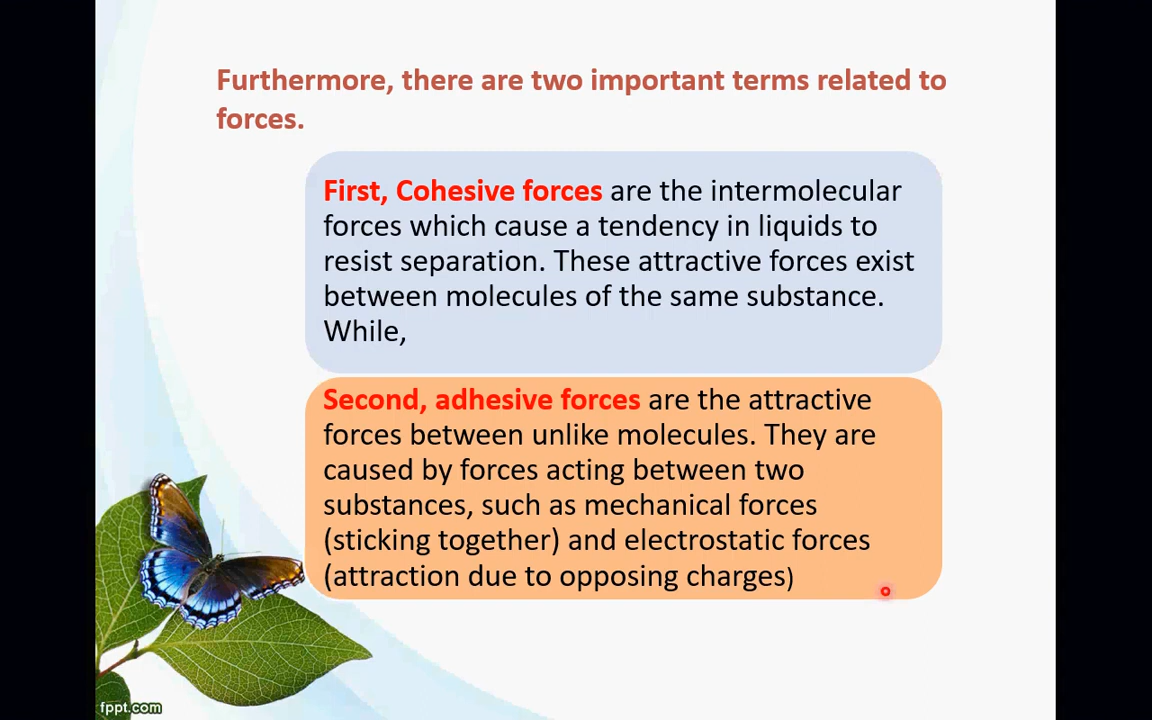 Furthermore, there are two important terms related to
forces.
First, Cohesive forces are the intermolecular
forces which cause a tendency in liquids to
resist separation. These attractive forces exist
between molecules of the same substance.
While,
Second, adhesive forces are the attractive
forces between unlike molecules. They are
caused by forces acting between two
substances, such as mechanical forces
(sticking together) and electrostatic forces
(attraction due to opposing charges)
fppt.com